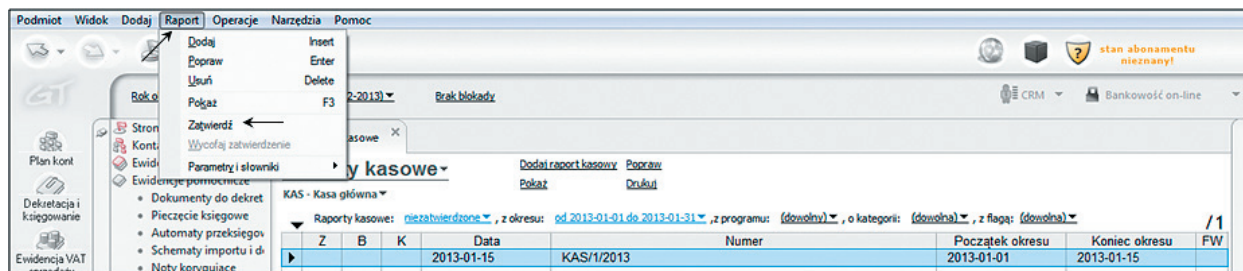 Podmiot Widok Dodaj Raport Operacje Narzędzia Pomoc
Dodaj Insert
Popraw Enter
Usuń Delete
Pokaż F3
Zatwierdź
Wycofaj zatwierdzenie
Parametry i słowniki
stan abonamentu
nieznany!
GT
Rok o 2-2013) Brak blokady
CRM Bankowość on-line
Plan kont
Dekretacja i
księgowanie
Ewidencja VAT
sprzedaży
Stron
Konta
Ewide
Ewidencje pomocnicze
Dokumenty do dekret
Pieczęcie księgowe
Automaty przeksięgov
Schematy importu i d
Noty korygujące
asowe
y kasowe
Dodaj raport kasowy Popraw
Pokaż Drukuj
KAS - Kasa główna
Raporty kasowe: niezatwierdzone , z okresu: od 2013-01-01 do 2013-01-31 , z programu: (dowolny) , o kategorii: (dowolna) , z flagą: (dowolna)
/1
Z B K Data Numer Początek okresu Koniec okresu FW
2013-01-15 KAS/1/2013 2013-01-01 2013-01-15